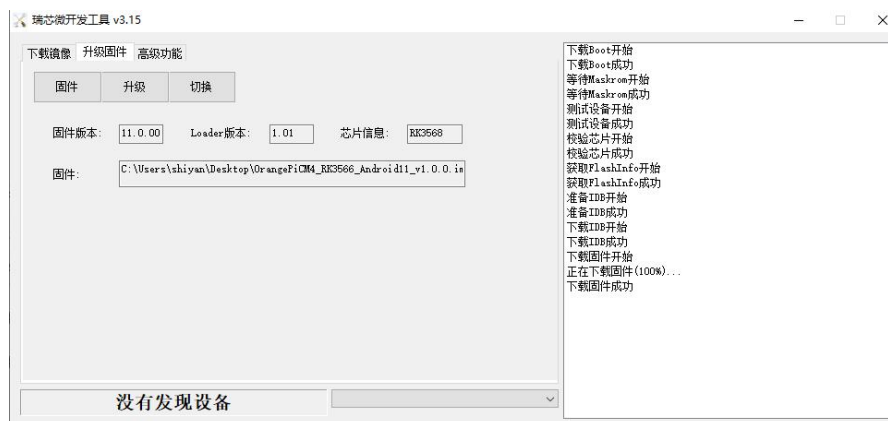 瑞芯微开发工具 v3.15
下载镜像 升级固件 高级功能
固件 升级 切换
固件版本: 11.0.00 Loader版本: 1.01 芯片信息: RK3568
固件: C:\Users\shiyan\Desktop\OrangePiCM4_RK3566_Android11_v1.0.0.im
没有发现设备
下载Boot开始
下载Boot成功
等待Maskrom开始
等待Maskrom成功
测试设备开始
测试设备成功
校验芯片开始
校验芯片成功
获取FlashInfo开始
获取FlashInfo成功
准备IDB开始
准备IDB成功
下载IDB开始
下载IDB成功
下载固件开始
正在下载固件(100%)...
下载固件成功